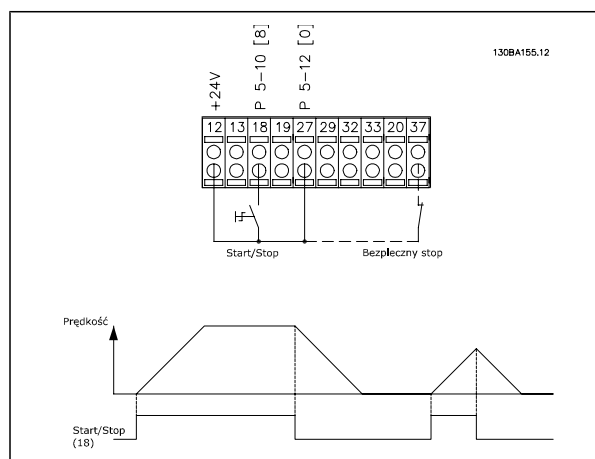 130BA155.12
+24V
P 5-10 [8]
P 5-12 [0]
12 13 18 19 27 29 32 33 20 37
Start/Stop
Bezpieczny stop
Prędkość
Start/Stop
(18)